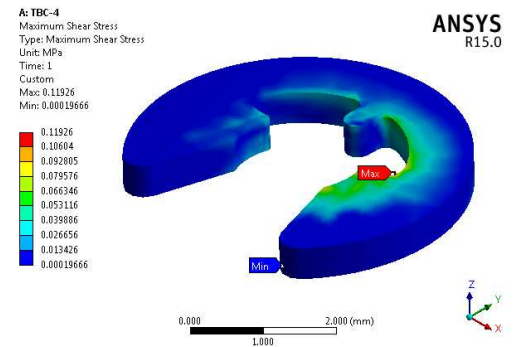 A: TBC-4
Maximum Shear Stress
Type: Maximum Shear Stress
Unit: MPa
Time: 1
Custom
Max: 0.11926
Min: 0.00019666
ANSYS
R15.0
0.11926
0.10604
0.092805
0.079576
0.066346
0.053116
0.039886
0.026656
0.013426
0.00019666
Max
Min
0.000
2.000 (mm)
1.000
Z
Y
X